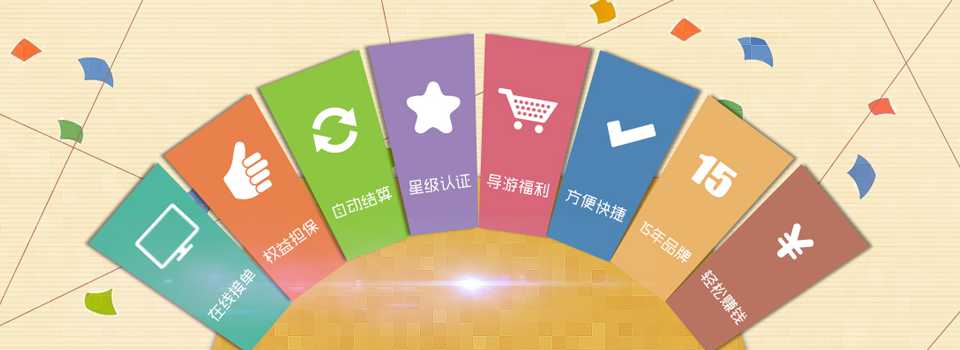 在线接单
权益担保
自动结算
星级认证
导游福利
方便快捷
15
15年品牌
¥
轻松赚钱